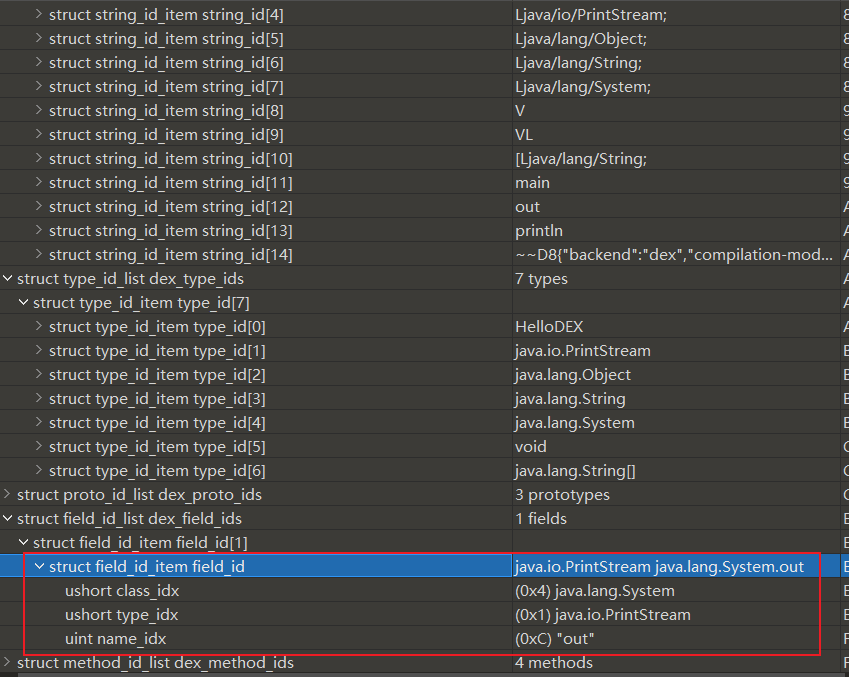 struct string_id_item string_id[4] Ljava/io/PrintStream;
struct string_id_item string_id[5] Ljava/lang/Object;
struct string_id_item string_id[6] Ljava/lang/String;
struct string_id_item string_id[7] Ljava/lang/System;
struct string_id_item string_id[8] V
struct string_id_item string_id[9] VL
struct string_id_item string_id[10] [Ljava/lang/String;
struct string_id_item string_id[11] main
struct string_id_item string_id[12] out
struct string_id_item string_id[13] println
struct string_id_item string_id[14] ~~D8{"backend":"dex","compilation-mod...
struct type_id_list dex_type_ids 7 types
struct type_id_item type_id[7]
struct type_id_item type_id[0] HelloDEX
struct type_id_item type_id[1] java.io.PrintStream
struct type_id_item type_id[2] java.lang.Object
struct type_id_item type_id[3] java.lang.String
struct type_id_item type_id[4] java.lang.System
struct type_id_item type_id[5] void
struct type_id_item type_id[6] java.lang.String[]
struct proto_id_list dex_proto_ids 3 prototypes
struct field_id_list dex_field_ids 1 fields
struct field_id_item field_id[1]
struct field_id_item field_id java.io.PrintStream java.lang.System.out
ushort class_idx (0x4) java.lang.System
ushort type_idx (0x1) java.io.PrintStream
uint name_idx (0xC) "out"
struct method_id_list dex_method_ids 4 methods